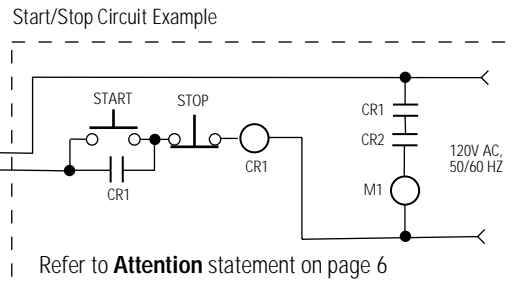 Start/Stop Circuit Example
START
STOP
CR1
CR1
CR1
CR2
M1
120V AC,
50/60 HZ
Refer to Attention statement on page 6